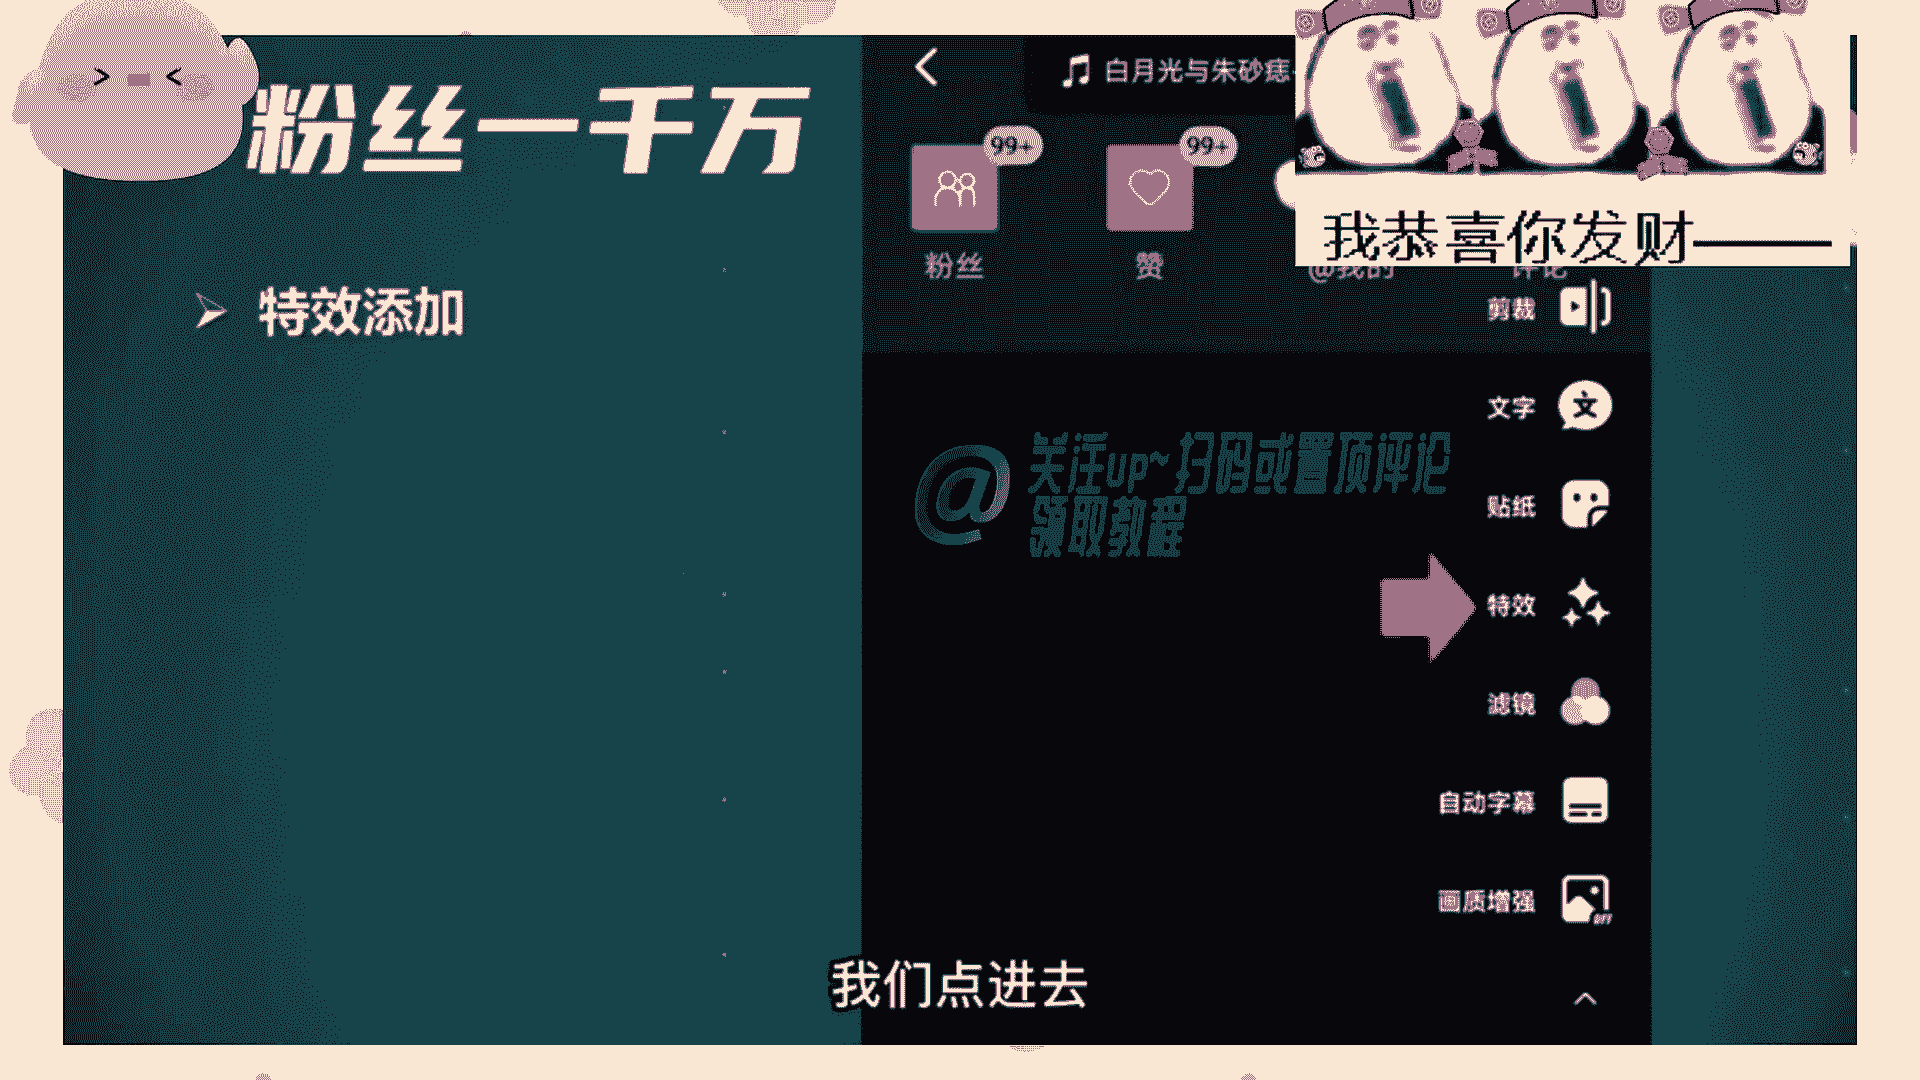 粉丝一千万
特效添加
白月光与朱砂痣
99+
99+
粉丝
赞
@我的
评论
我恭喜你发财——
剪裁
文字
文
贴纸
特效
滤镜
自动字幕
画质增强
OFF
@关注up~扫码或置顶评论
领取教程
我们点进去